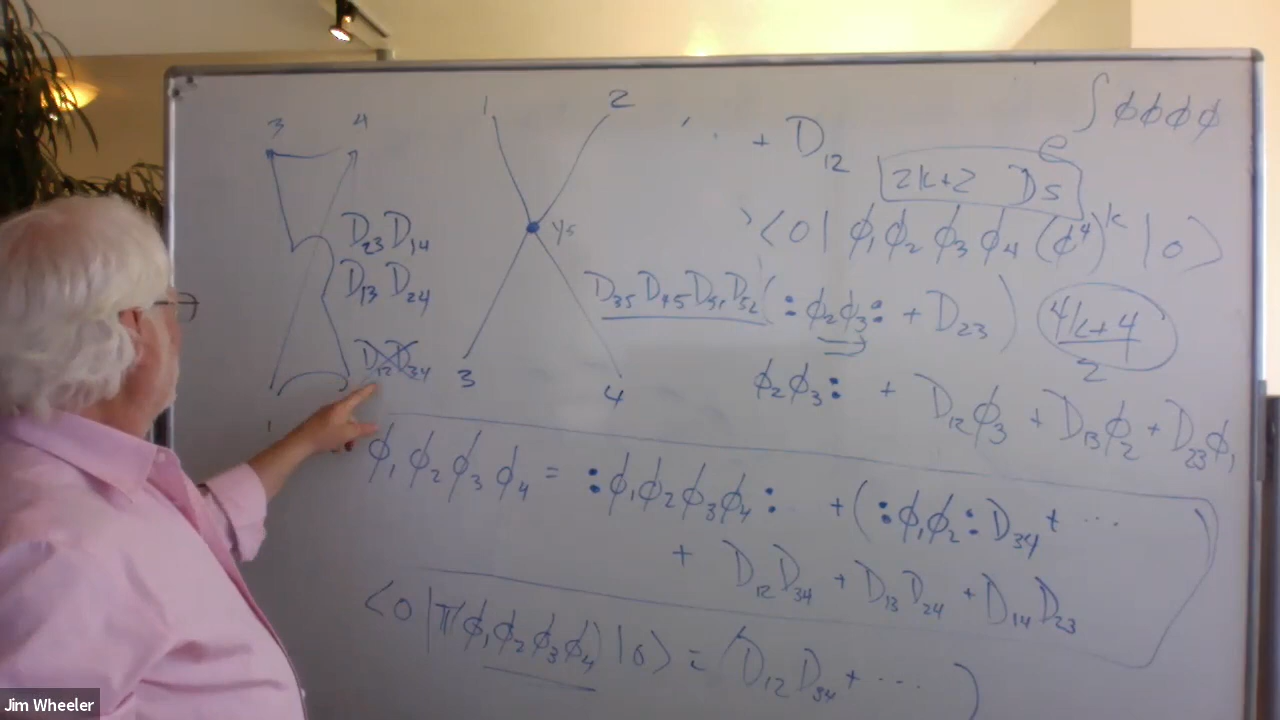 ∫ ϕ ϕ ϕ ϕ
e
3 4
1 2
+ D₁₂
2k+2 Ds
D₂₃ D₁₄
y₅
<0| ϕ₁ ϕ₂ ϕ₃ ϕ₄ (ϕ⁴)ᵏ |0>
D₁₃ D₂₄
D₃₅ D₄₅ D₅₁ D₅₂ ( :ϕ₂ϕ₃: + D₂₃ )
4k+4
2
D₁₂ D₃₄
3 4
ϕ₂ϕ₃: + D₁₂ϕ₃ + D₁₃ϕ₂ + D₂₃ϕ₁
1
ϕ₁ ϕ₂ ϕ₃ ϕ₄ = :ϕ₁ϕ₂ϕ₃ϕ₄: + ( :ϕ₁ϕ₂: D₃₄ + ...
+ D₁₂D₃₄ + D₁₃D₂₄ + D₁₄D₂₃
<0|T(ϕ₁ϕ₂ϕ₃ϕ₄)|0> = (D₁₂D₃₄ + ... )
Jim Wheeler